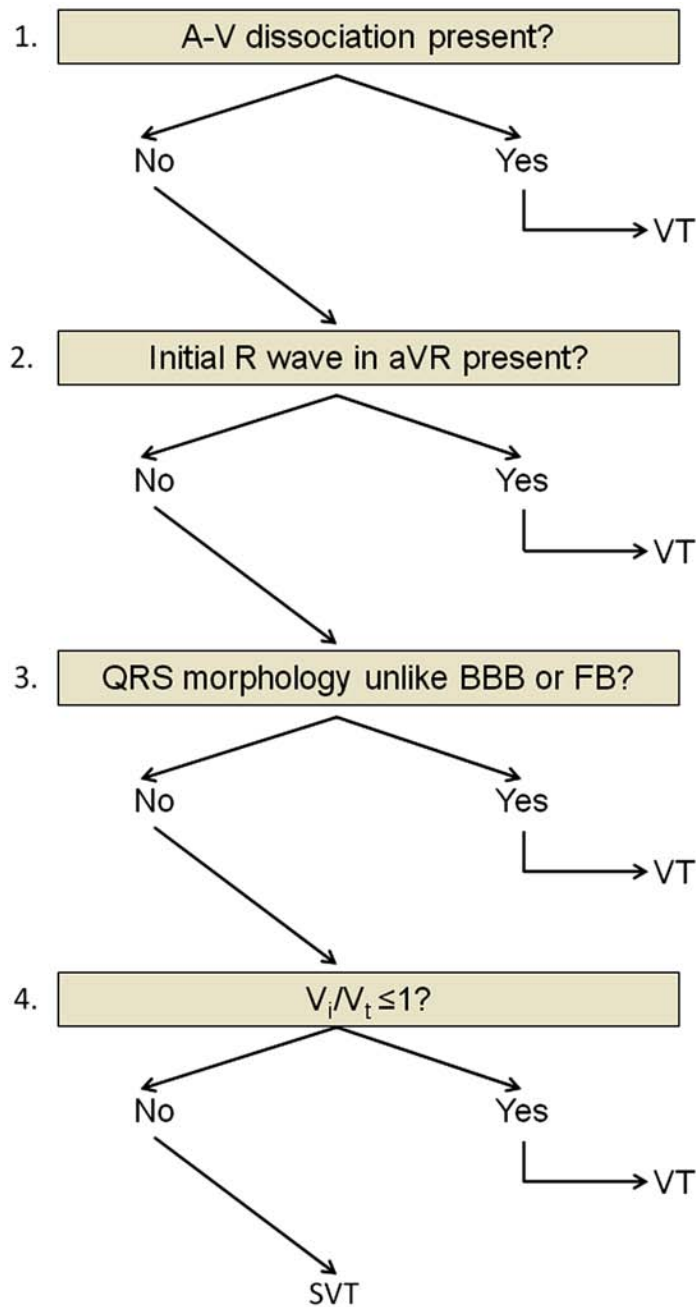 1. A-V dissociation present?
No Yes
VT
2. Initial R wave in aVR present?
No Yes
VT
3. QRS morphology unlike BBB or FB?
No Yes
VT
4. Vi/Vt ≤1?
No Yes
VT
SVT